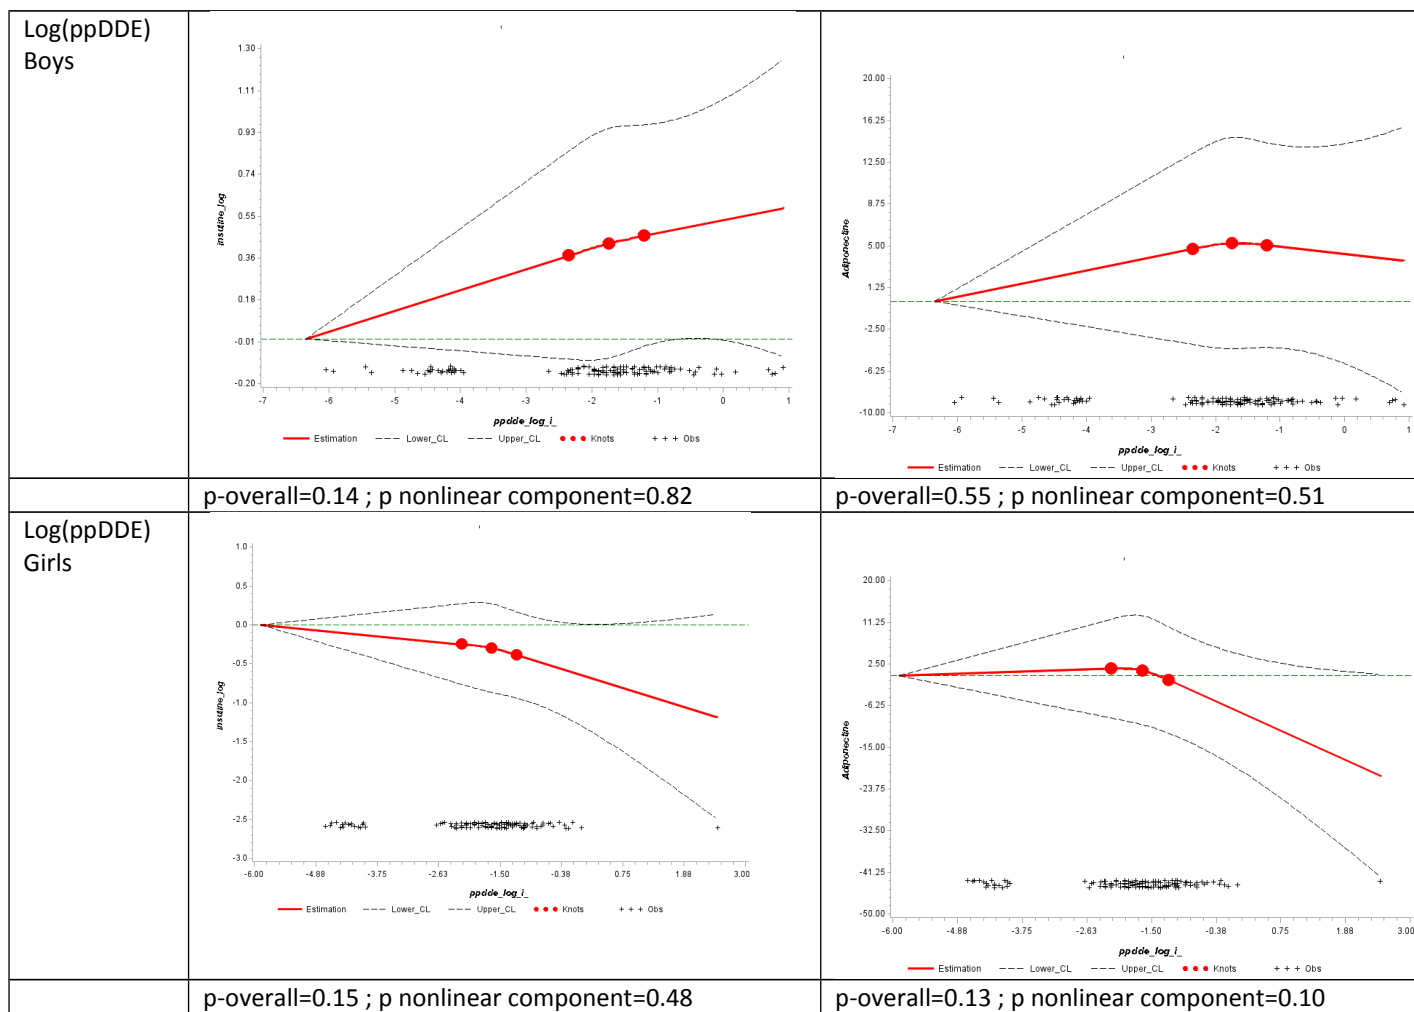 Log(ppDDE)
Boys
1.30
1.11
0.93
0.74
0.55
0.36
0.18
-0.01
-0.20
insuline_log
-7 -6 -5 -4 -3 -2 -1 0 1
ppdde_log_i_
Estimation Lower_CL Upper_CL Knots +++ Obs
20.00
16.25
12.50
8.75
5.00
1.25
-2.50
-6.25
-10.00
Adiponectine
-7 -6 -5 -4 -3 -2 -1 0 1
ppdde_log_i_
Estimation Lower_CL Upper_CL Knots +++ Obs
p-overall=0.14 ; p nonlinear component=0.82
p-overall=0.55 ; p nonlinear component=0.51
Log(ppDDE)
Girls
1.0
0.5
0.0
-0.5
-1.0
-1.5
-2.0
-2.5
-3.0
insuline_log
-6.00 -4.88 -3.75 -2.63 -1.50 -0.38 0.75 1.88 3.00
ppdde_log_i_
Estimation Lower_CL Upper_CL Knots +++ Obs
20.00
11.25
2.50
-6.25
-15.00
-23.75
-32.50
-41.25
-50.00
Adiponectine
-6.00 -4.88 -3.75 -2.63 -1.50 -0.38 0.75 1.88 3.00
ppdde_log_i_
Estimation Lower_CL Upper_CL Knots +++ Obs
p-overall=0.15 ; p nonlinear component=0.48
p-overall=0.13 ; p nonlinear component=0.10